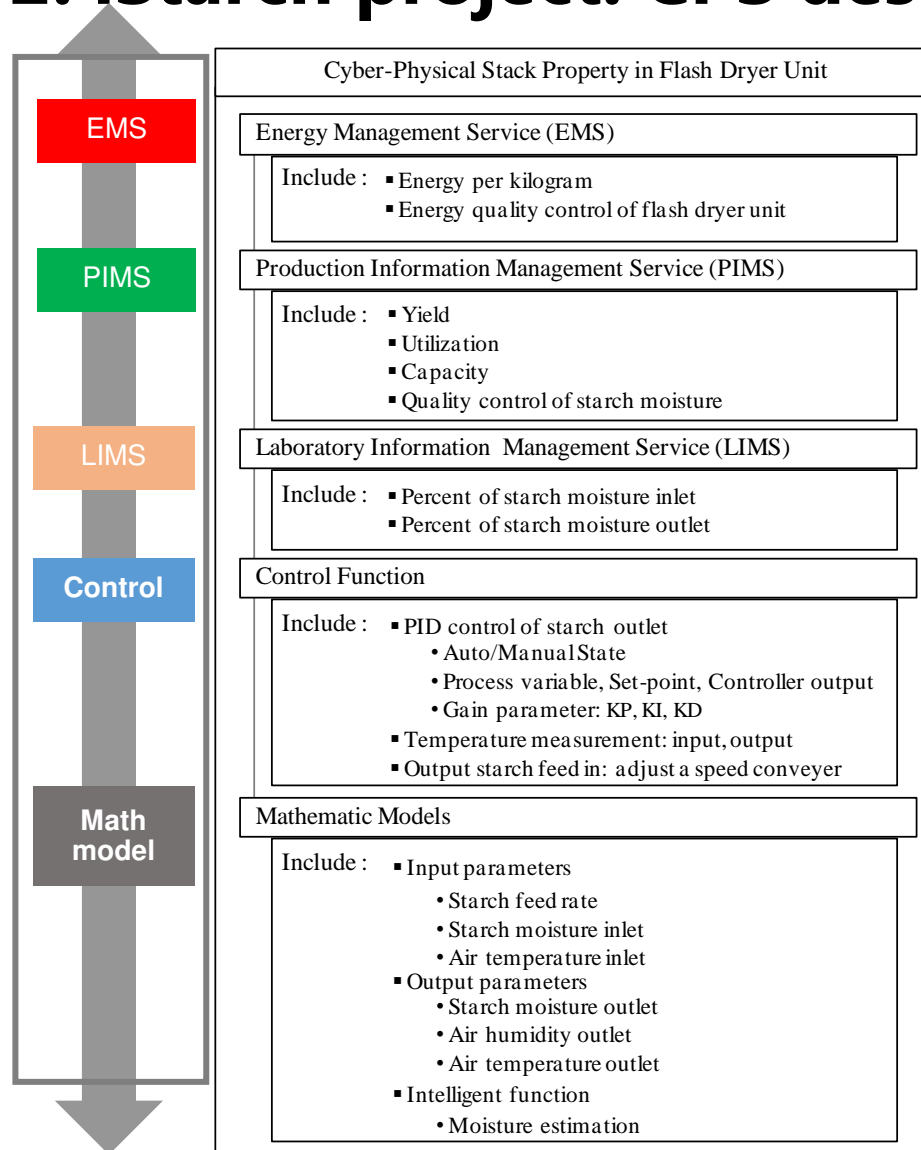 EMS
PIMS
LIMS
Control
Math
model
Cyber-Physical Stack Property in Flash Dryer Unit
Energy Management Service (EMS)
Include : ▪ Energy per kilogram
▪ Energy quality control of flash dryer unit
Production Information Management Service (PIMS)
Include : ▪ Yield
▪ Utilization
▪ Capacity
▪ Quality control of starch moisture
Laboratory Information Management Service (LIMS)
Include : ▪ Percent of starch moisture inlet
▪ Percent of starch moisture outlet
Control Function
Include : ▪ PID control of starch outlet
• Auto/Manual State
• Process variable, Set-point, Controller output
• Gain parameter: KP, KI, KD
▪ Temperature measurement: input, output
▪ Output starch feed in: adjust a speed conveyer
Mathematic Models
Include : ▪ Input parameters
• Starch feed rate
• Starch moisture inlet
• Air temperature inlet
▪ Output parameters
• Starch moisture outlet
• Air humidity outlet
• Air temperature outlet
▪ Intelligent function
• Moisture estimation